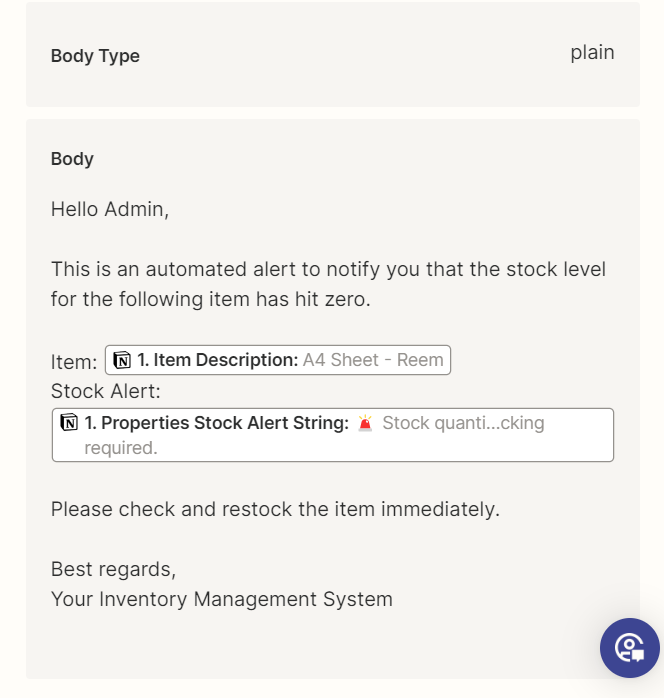 Body Type
plain
Body
Hello Admin,
This is an automated alert to notify you that the stock level
for the following item has hit zero.
Item: N 1. Item Description: A4 Sheet - Reem
Stock Alert:
N 1. Properties Stock Alert String: 🚨 Stock quanti...cking
required.
Please check and restock the item immediately.
Best regards,
Your Inventory Management System